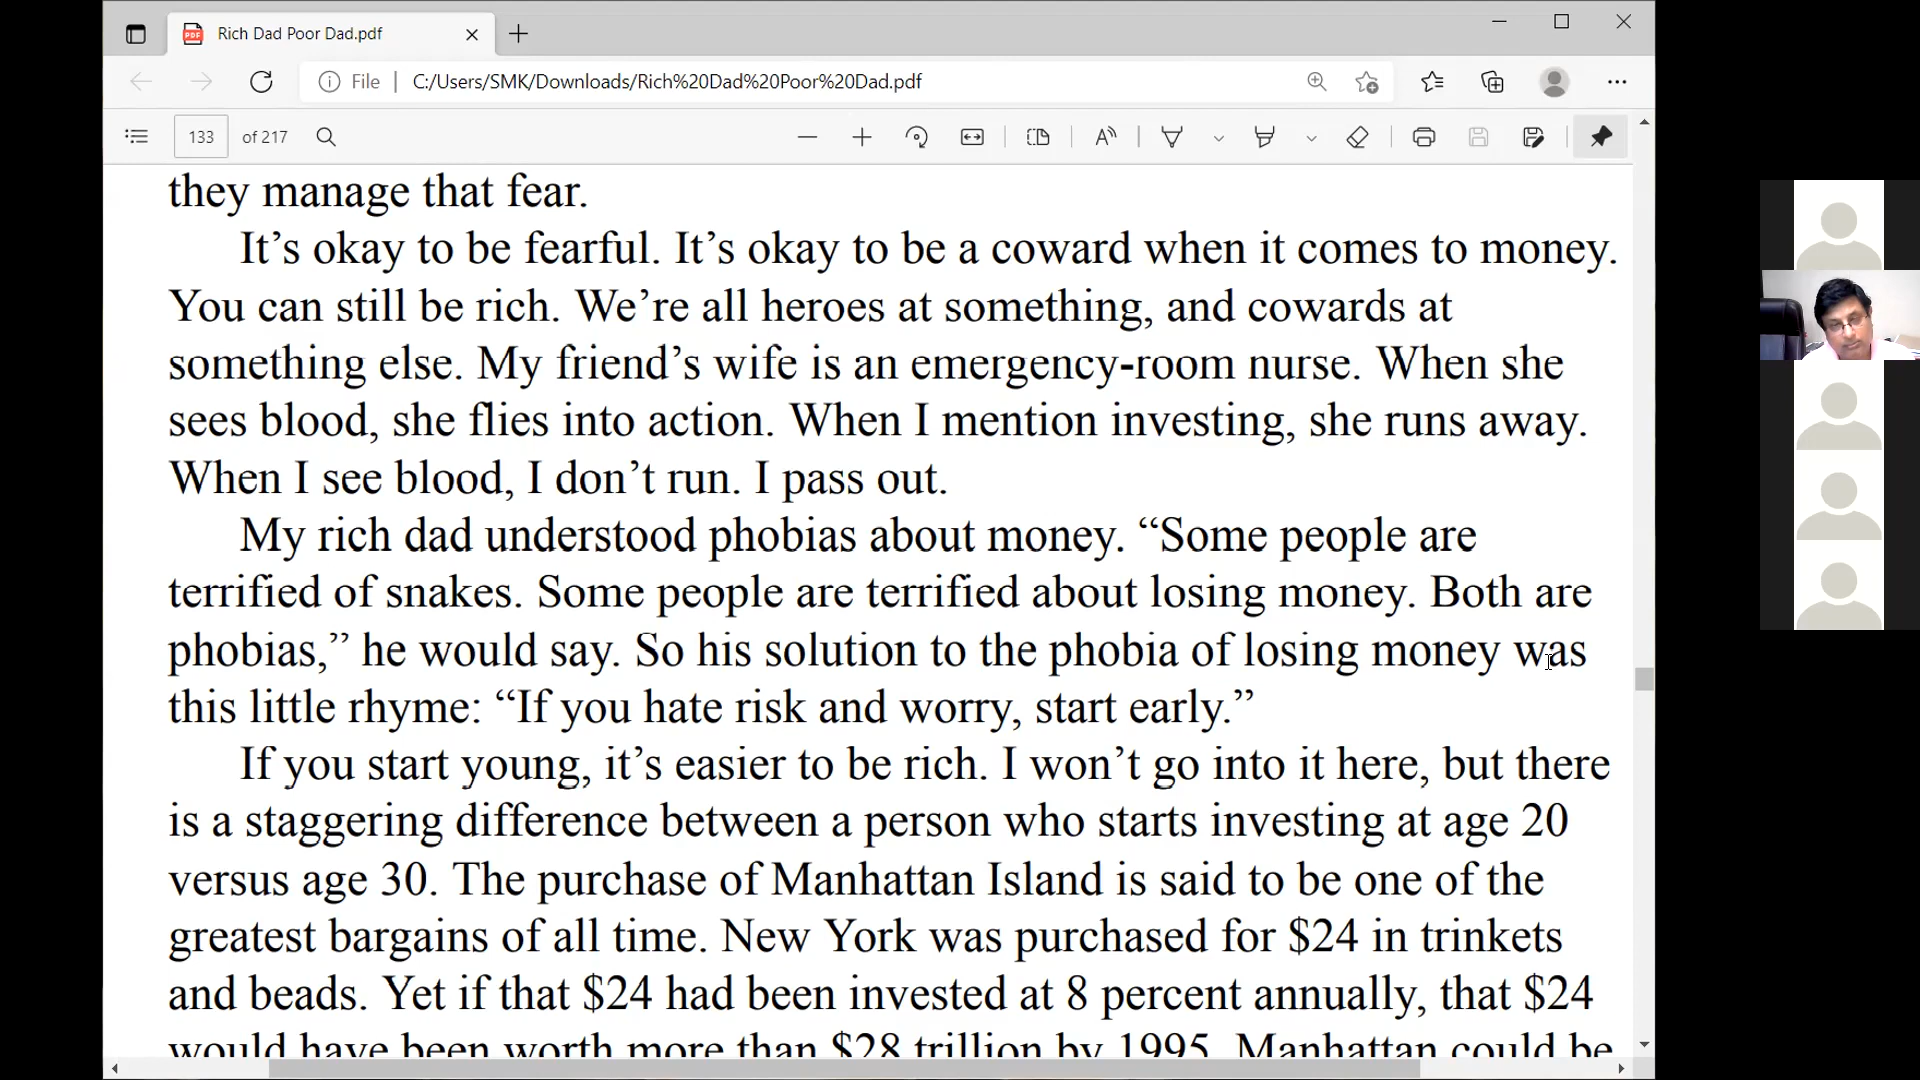 Rich Dad Poor Dad.pdf
File | C:/Users/SMK/Downloads/Rich%20Dad%20Poor%20Dad.pdf
133 of 217
they manage that fear.
It’s okay to be fearful. It’s okay to be a coward when it comes to money.
You can still be rich. We’re all heroes at something, and cowards at
something else. My friend’s wife is an emergency-room nurse. When she
sees blood, she flies into action. When I mention investing, she runs away.
When I see blood, I don’t run. I pass out.
My rich dad understood phobias about money. “Some people are
terrified of snakes. Some people are terrified about losing money. Both are
phobias,” he would say. So his solution to the phobia of losing money was
this little rhyme: “If you hate risk and worry, start early.”
If you start young, it’s easier to be rich. I won’t go into it here, but there
is a staggering difference between a person who starts investing at age 20
versus age 30. The purchase of Manhattan Island is said to be one of the
greatest bargains of all time. New York was purchased for $24 in trinkets
and beads. Yet if that $24 had been invested at 8 percent annually, that $24
would have been worth more than $28 trillion by 1995. Manhattan could be